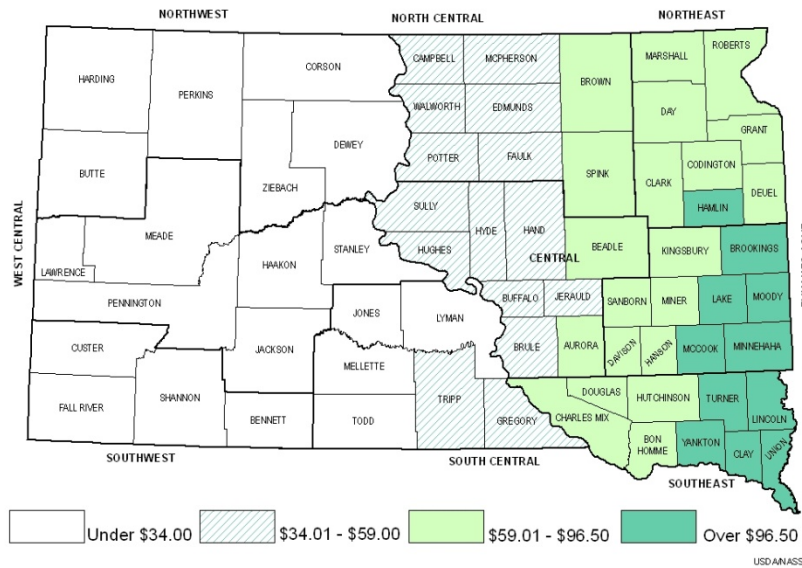 NORTHWEST
NORTH CENTRAL
NORTHEAST
HARDING
PERKINS
CORSON
CAMPBELL
MCPHERSON
BROWN
MARSHALL
ROBERTS
WALWORTH
EDMUNDS
DAY
BUTTE
ZIEBACH
DEWEY
POTTER
FAULK
SPINK
CLARK
CODINGTON
GRANT
HAMLIN
DEUEL
WEST CENTRAL
MEADE
SULLY
HYDE
HAND
CENTRAL
BEADLE
KINGSBURY
BROOKINGS
LAWRENCE
HAAKON
STANLEY
HUGHES
PENNINGTON
JONES
LYMAN
BUFFALO
JERAULD
SANBORN
MINER
LAKE
MOODY
CUSTER
JACKSON
MELLETTE
BRULE
AURORA
DAVISON
HANSON
MCCOOK
MINNEHAHA
FALL RIVER
SHANNON
BENNETT
TODD
TRIPP
GREGORY
CHARLES MIX
DOUGLAS
HUTCHINSON
TURNER
LINCOLN
BON
HOMME
YANKTON
CLAY
UNION
SOUTHWEST
SOUTH CENTRAL
SOUTHEAST
Under $34.00
$34.01 - $59.00
$59.01 - $96.50
Over $96.50
USDA/NASS